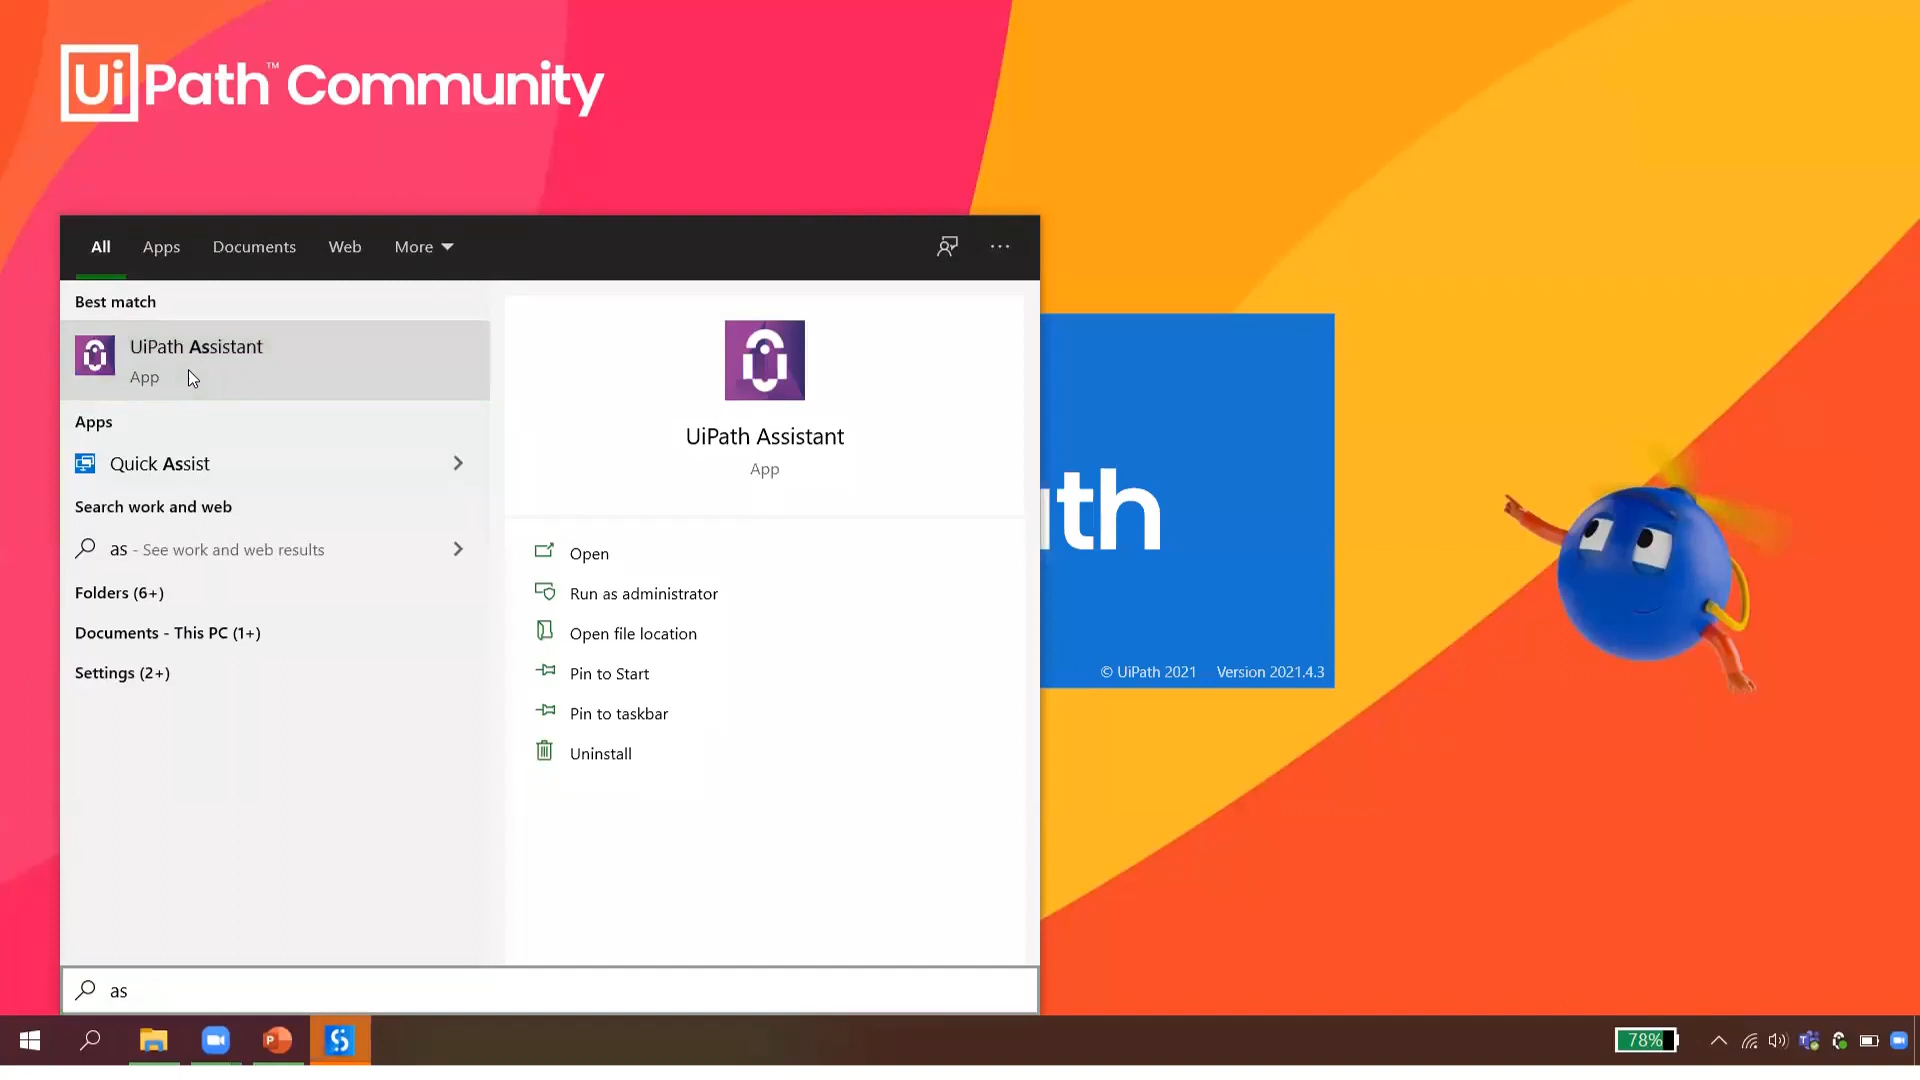 UiPath™ Community
All Apps Documents Web More
Best match
UiPath Assistant
App
Apps
Quick Assist
Search work and web
as - See work and web results
Folders (6+)
Documents - This PC (1+)
Settings (2+)
UiPath Assistant
App
Open
Run as administrator
Open file location
Pin to Start
Pin to taskbar
Uninstall
th
© UiPath 2021 Version 2021.4.3
as
78%